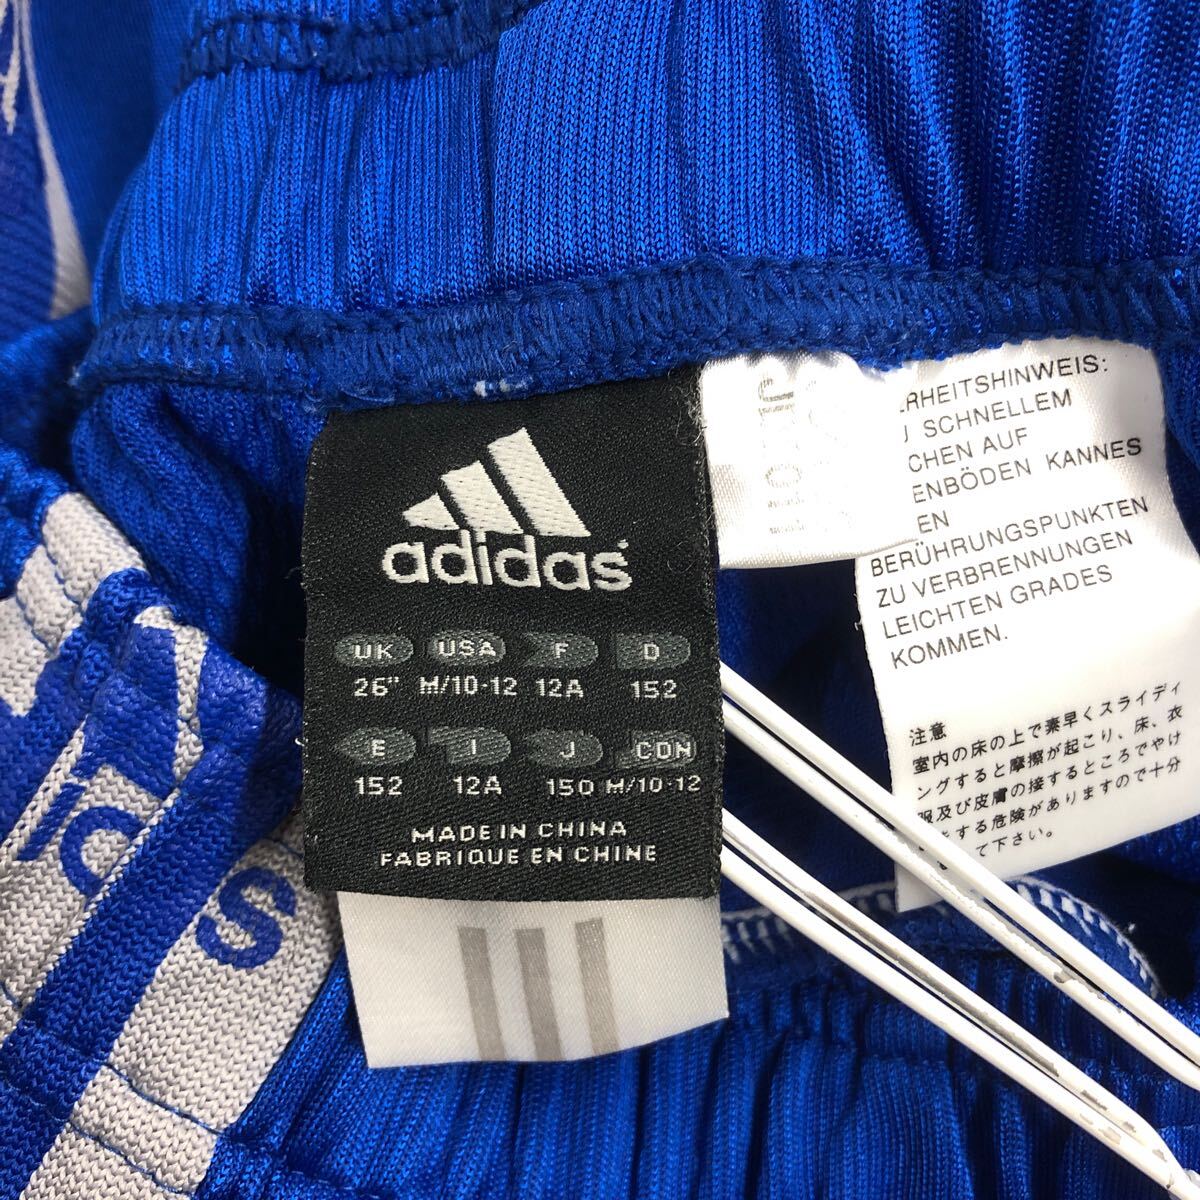 adidas
UK USA F D
26" M/10-12 12A 152
E I J CDN
152 12A 150 M/10-12
MADE IN CHINA
FABRIQUE EN CHINE
RHEITSHINWEIS:
SCHNELLEM
CHEN AUF
ENBÖDEN KANNES
EN
BERÜHRUNGSPUNKTEN
ZU VERBRENNUNGEN
LEICHTEN GRADES
KOMMEN.
注意
室内の床の上で素早くスライディ
ングすると摩擦が起こり、床、衣
服及び皮膚の接するところでやけ
する危険がありますので十分
て下さい。